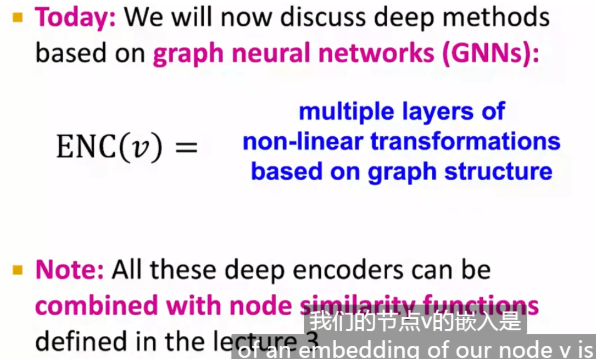 Today: We will now discuss deep methods
based on graph neural networks (GNNs):
ENC(v) =
multiple layers of
non-linear transformations
based on graph structure
Note: All these deep encoders can be
combined with node similarity functions
defined in the lecture 3.
我们的节点v的嵌入是
of an embedding of our node v is